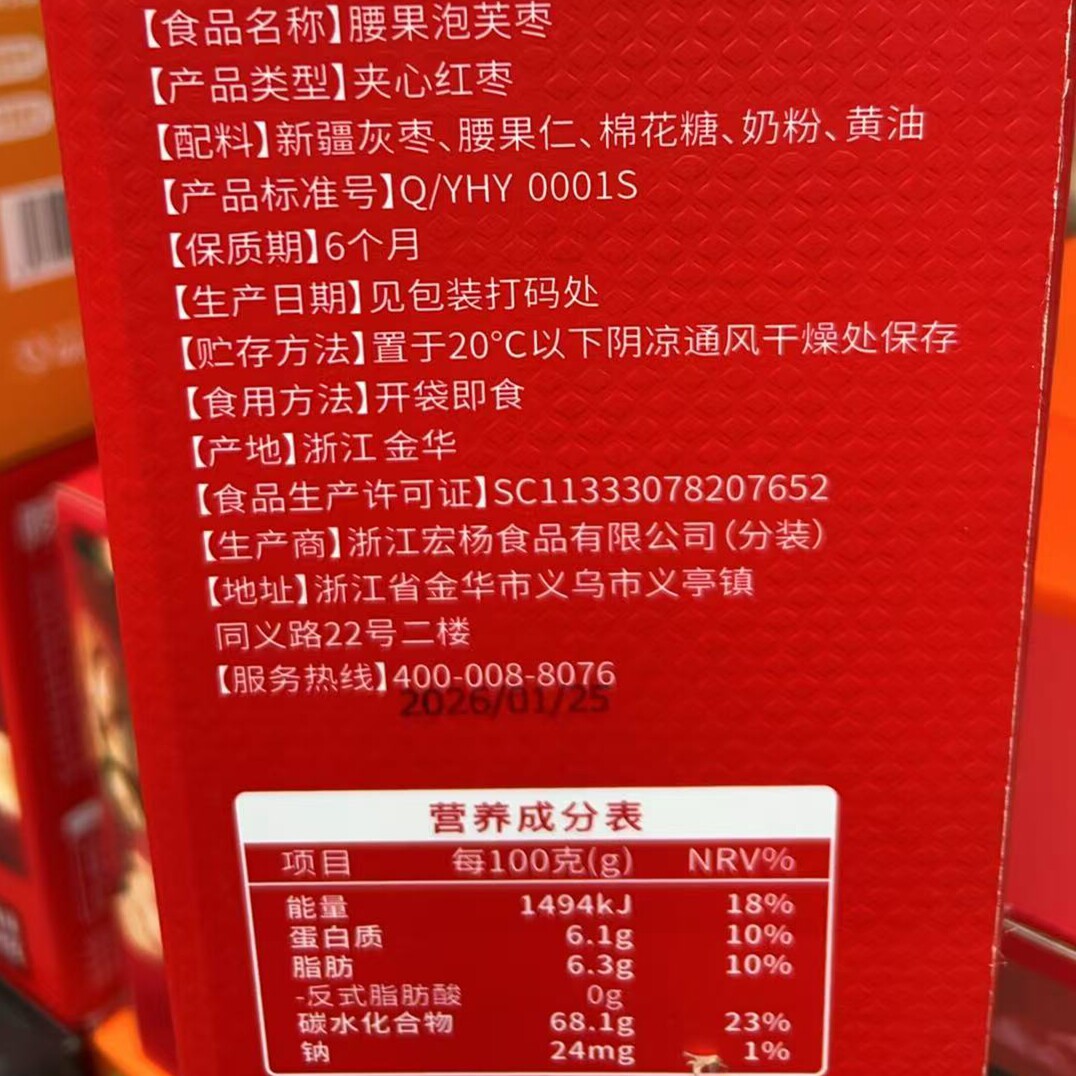 【食品名称】腰果泡芙枣
【产品类型】夹心红枣
【配料】新疆灰枣、腰果仁、棉花糖、奶粉、黄油
【产品标准号】Q/YHY 0001S
【保质期】6个月
【生产日期】见包装打码处
【贮存方法】置于20℃以下阴凉通风干燥处保存
【食用方法】开袋即食
【产地】浙江 金华
【食品生产许可证】SC11333078207652
【生产商】浙江宏杨食品有限公司(分装)
【地址】浙江省金华市义乌市义亭镇
同义路22号二楼
【服务热线】400-008-8076
2026/01/25
营养成分表
项目 每100克(g) NRV%
能量 1494kJ 18%
蛋白质 6.1g 10%
脂肪 6.3g 10%
-反式脂肪酸 0g
碳水化合物 68.1g 23%
钠 24mg 1%